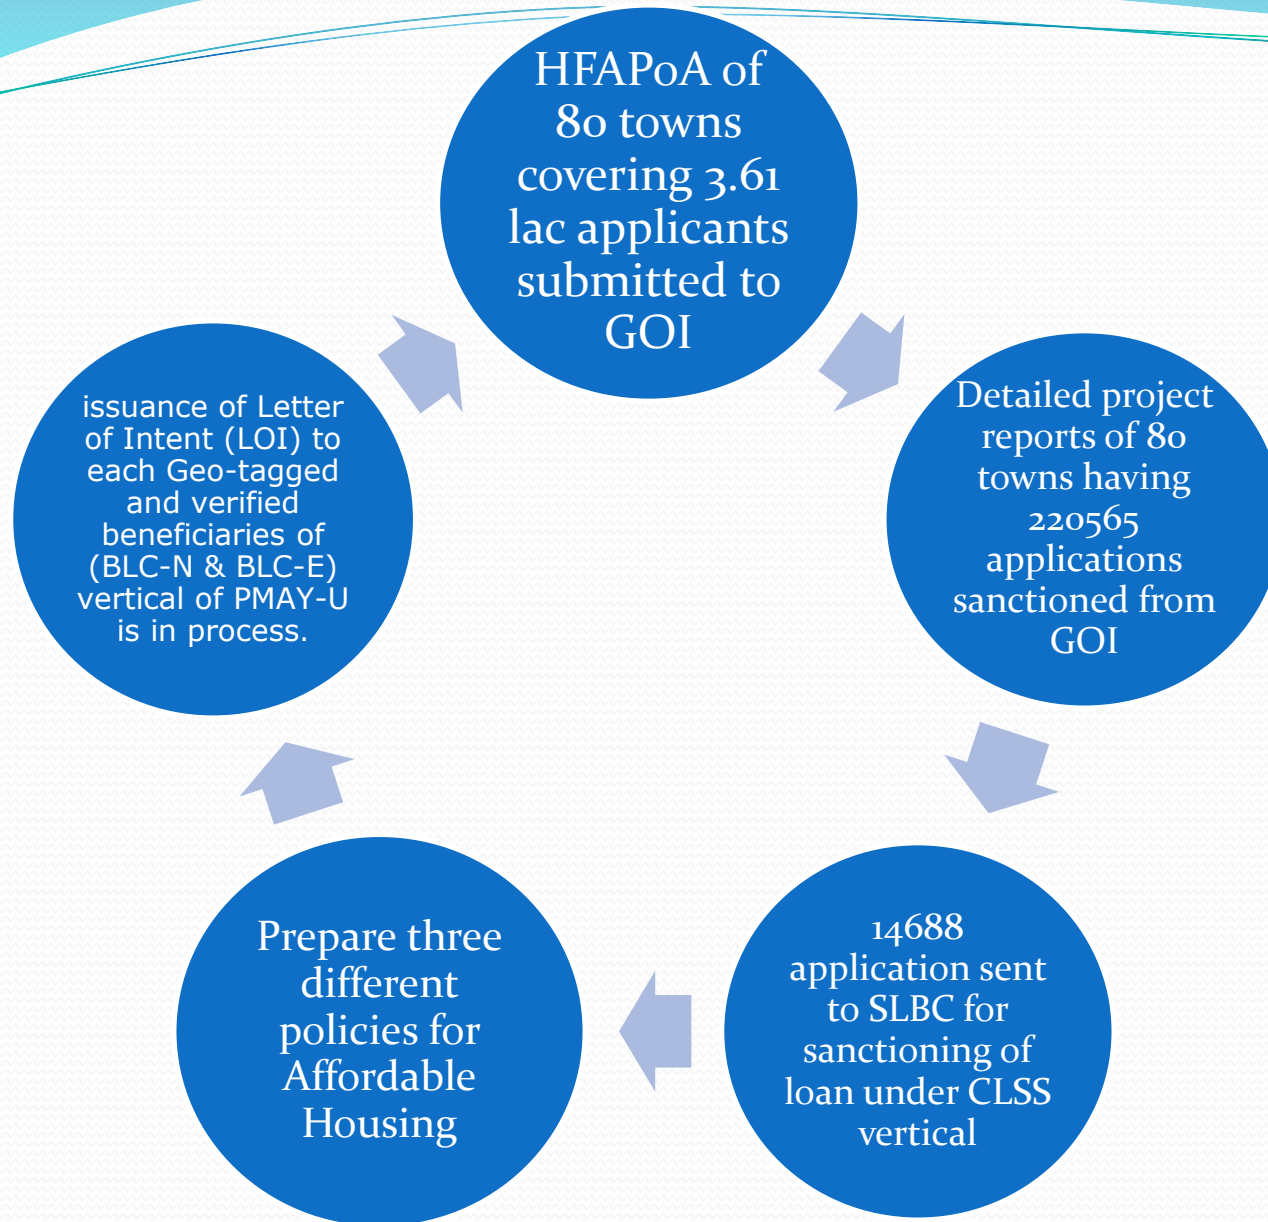 HFAPoA of
80 towns
covering 3.61
lac applicants
submitted to
GOI
Detailed project
reports of 80
towns having
220565
applications
sanctioned from
GOI
14688
application sent
to SLBC for
sanctioning of
loan under CLSS
vertical
Prepare three
different
policies for
Affordable
Housing
issuance of Letter
of Intent (LOI) to
each Geo-tagged
and verified
beneficiaries of
(BLC-N & BLC-E)
vertical of PMAY-U
is in process.